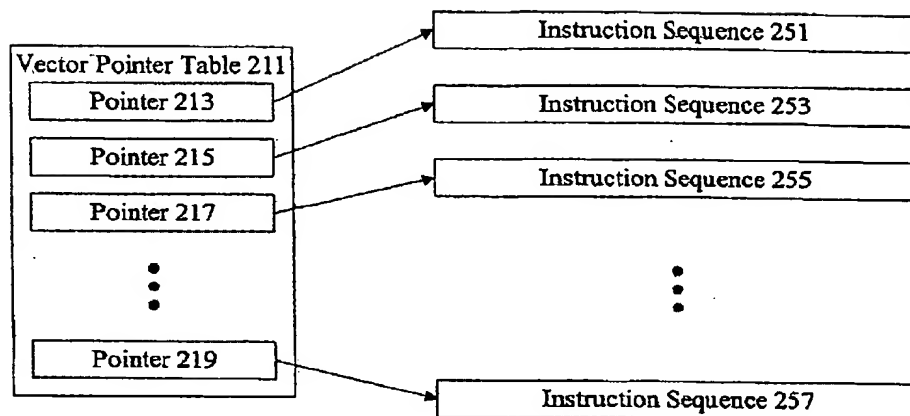 Instruction Sequence 251
Vector Pointer Table 211
Pointer 213
Instruction Sequence 253
Pointer 215
Instruction Sequence 255
Pointer 217
Pointer 219
Instruction Sequence 257